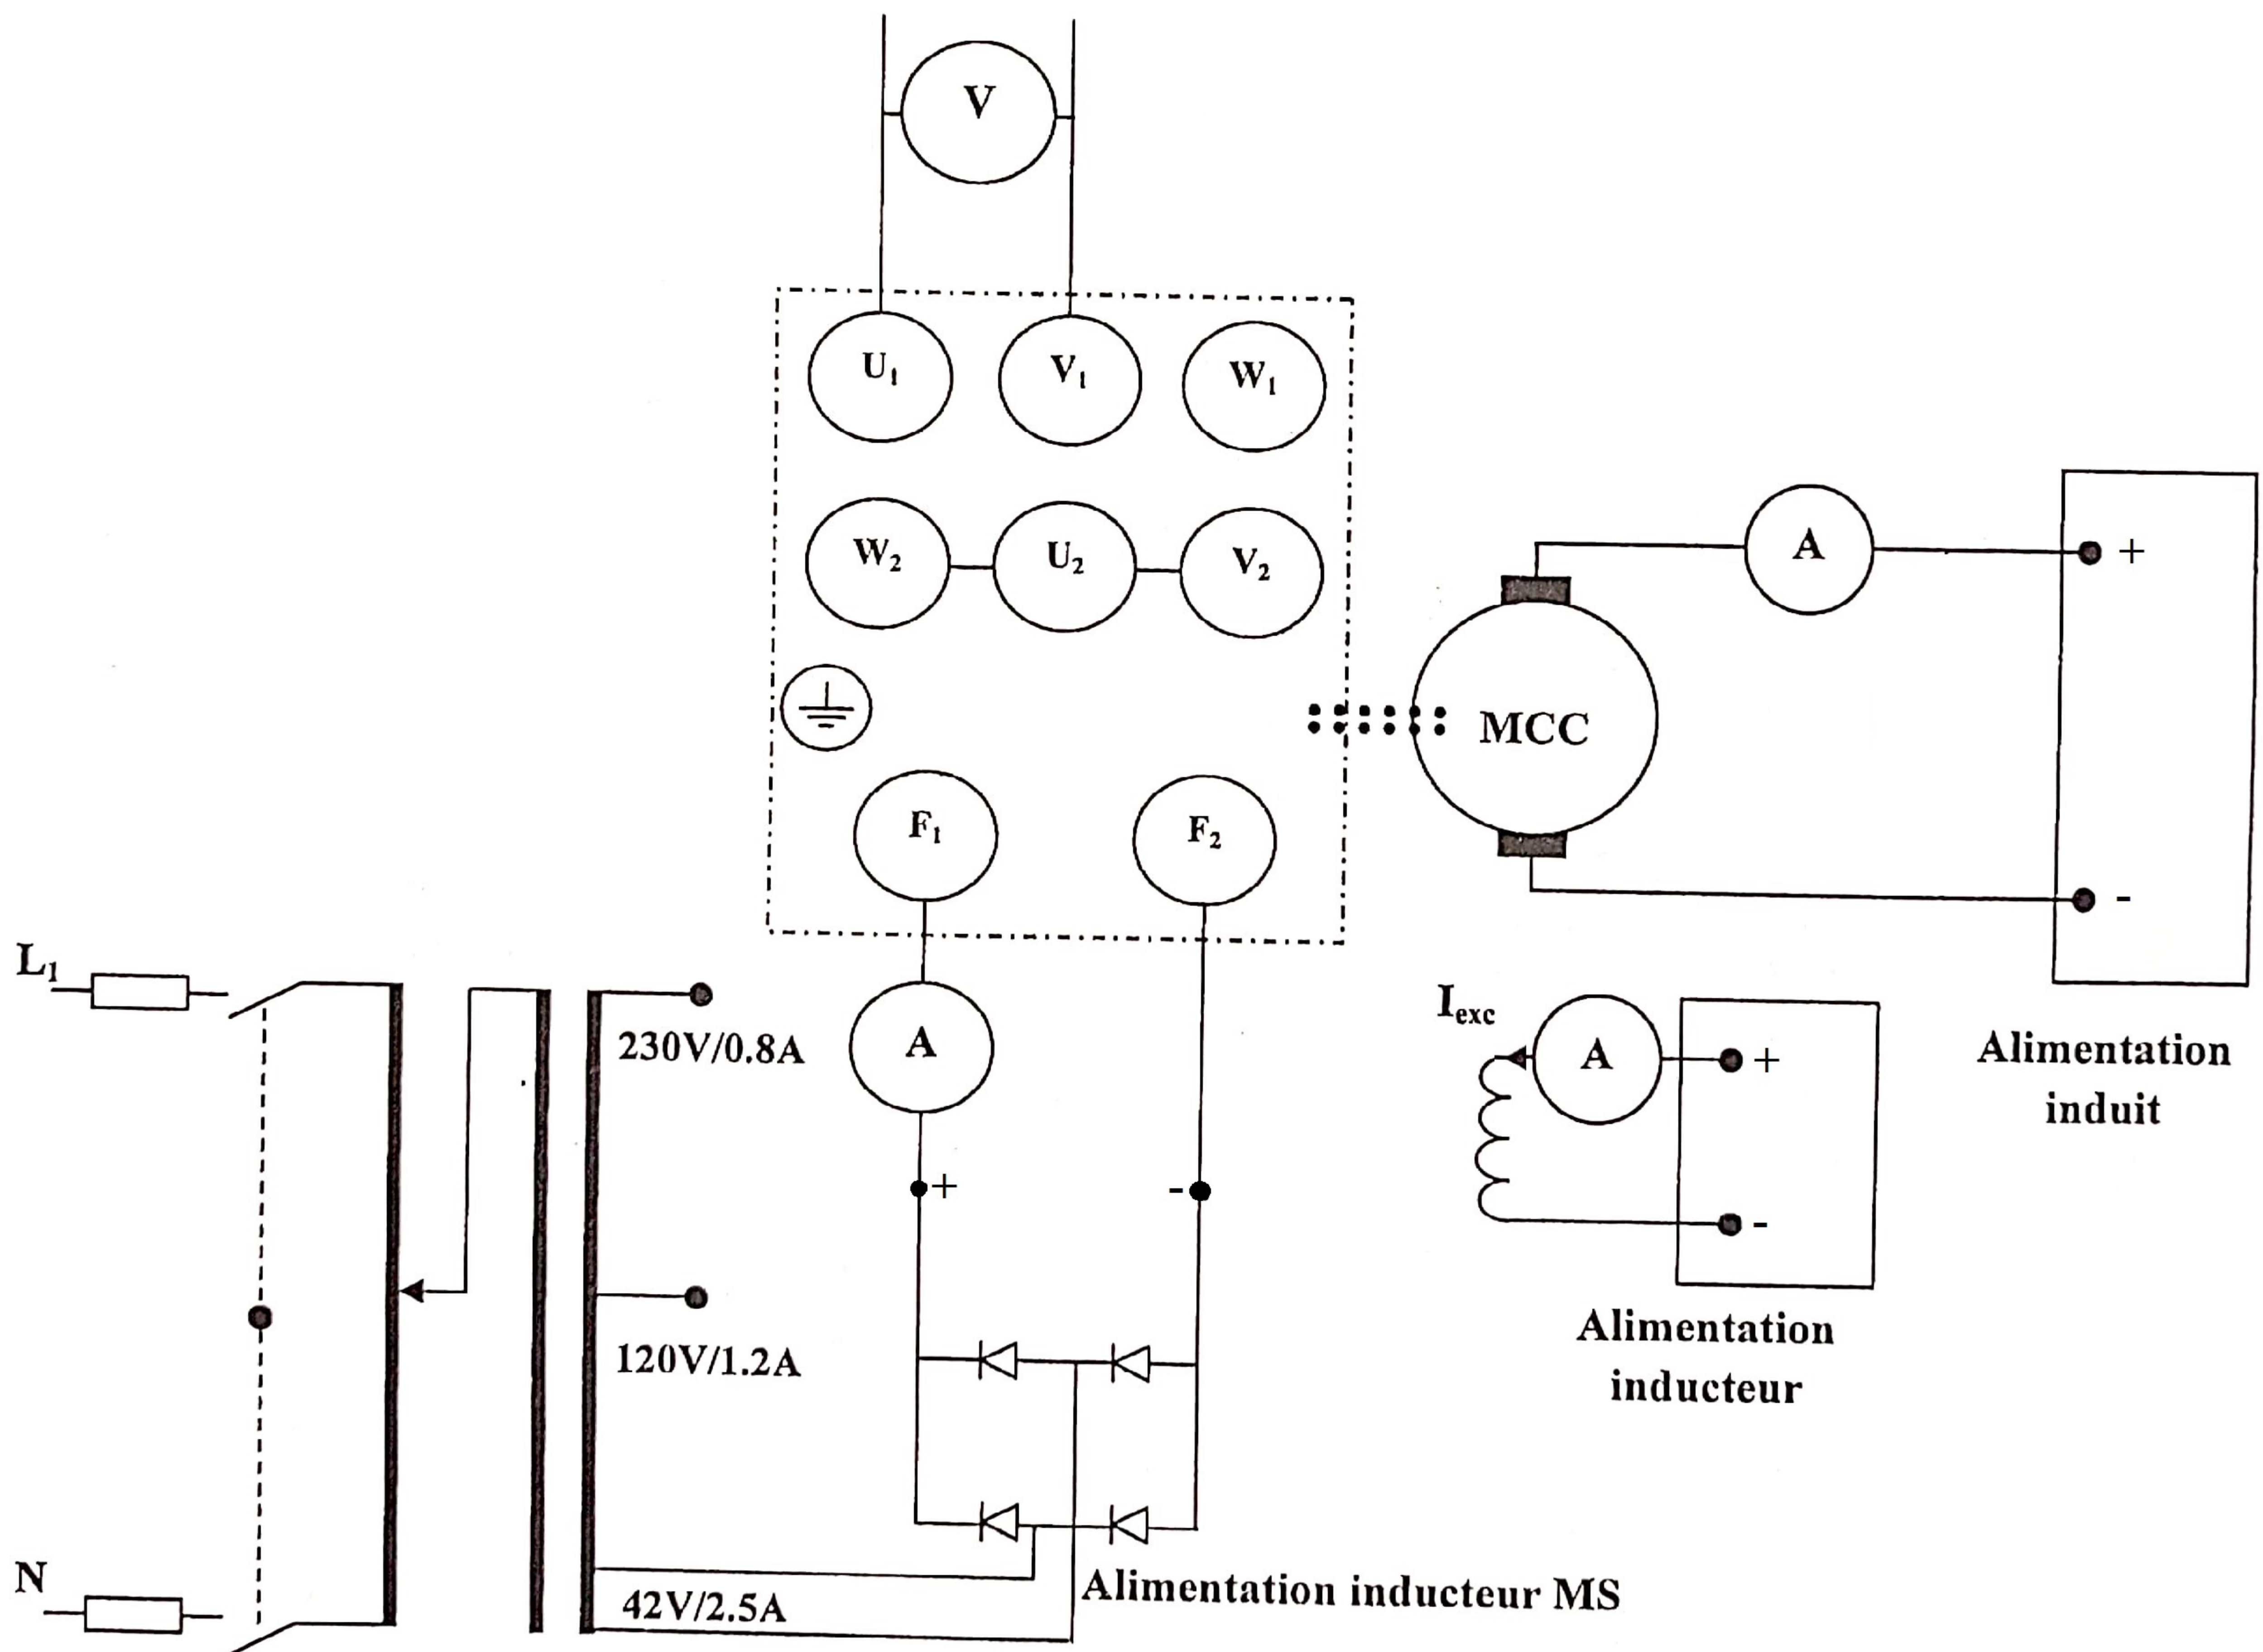 V
U₁ V₁ W₁
W₂ U₂ V₂
A
+
MCC
-
F₁ F₂
L₁
230V/0.8A
A
Iexc
A
+
-
Alimentation
induit
+
-
Alimentation
inducteur
120V/1.2A
N
42V/2.5A
Alimentation inducteur MS